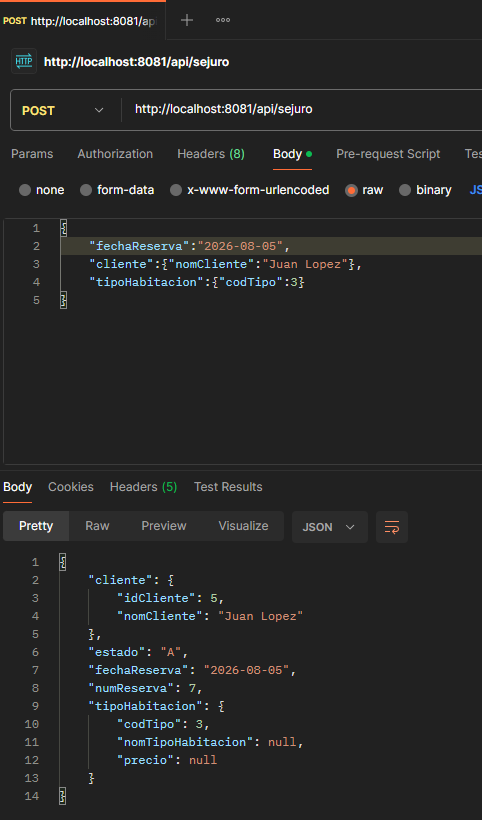 POST http://localhost:8081/ap
HTTP http://localhost:8081/api/sejuro
POST http://localhost:8081/api/sejuro
Params Authorization Headers (8) Body Pre-request Script Tes
none form-data x-www-form-urlencoded raw binary JS
1 {
2 "fechaReserva":"2026-08-05",
3 "cliente":{"nomCliente":"Juan Lopez"},
4 "tipoHabitacion":{"codTipo":3}
5 }
Body Cookies Headers (5) Test Results
Pretty Raw Preview Visualize JSON
1 {
2 "cliente": {
3 "idCliente": 5,
4 "nomCliente": "Juan Lopez"
5 },
6 "estado": "A",
7 "fechaReserva": "2026-08-05",
8 "numReserva": 7,
9 "tipoHabitacion": {
10 "codTipo": 3,
11 "nomTipoHabitacion": null,
12 "precio": null
13 }
14 }